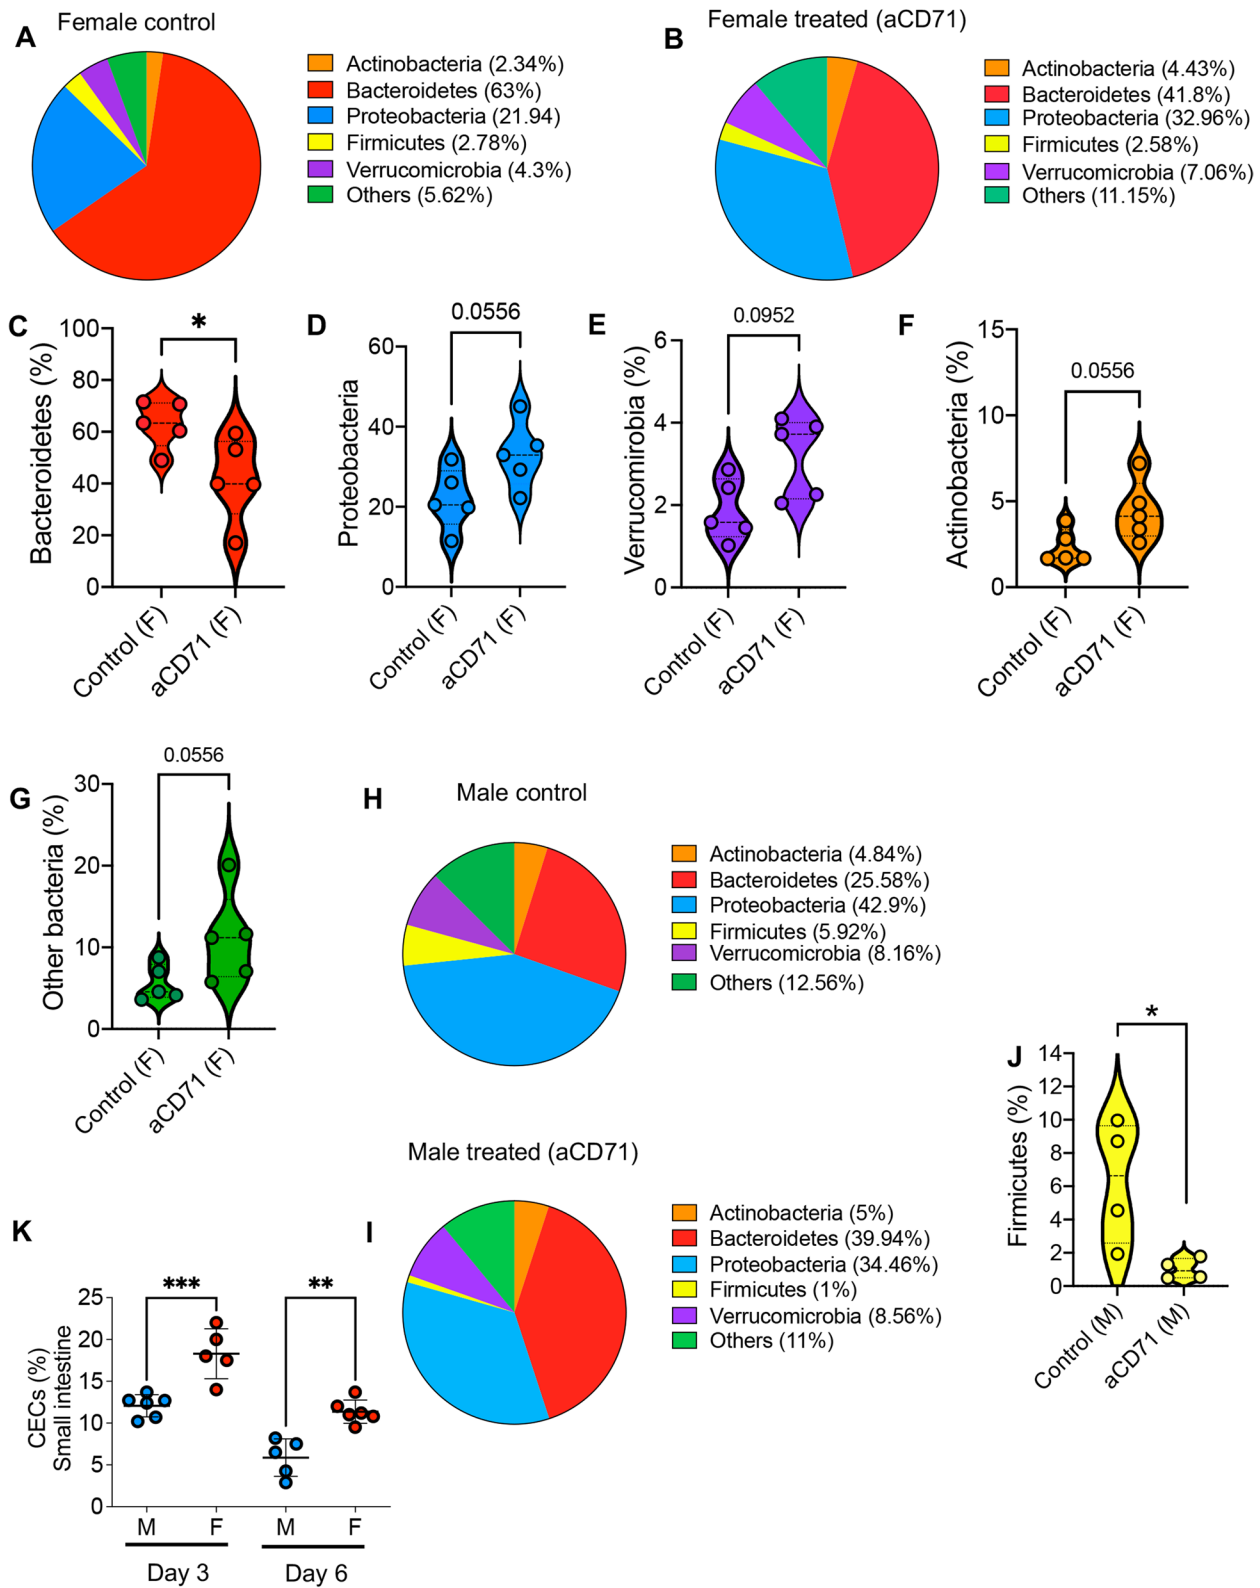 A
Female control
Actinobacteria (2.34%)
Bacteroidetes (63%)
Proteobacteria (21.94)
Firmicutes (2.78%)
Verrucomicrobia (4.3%)
Others (5.62%)
B
Female treated (aCD71)
Actinobacteria (4.43%)
Bacteroidetes (41.8%)
Proteobacteria (32.96%)
Firmicutes (2.58%)
Verrucomicrobia (7.06%)
Others (11.15%)
C
Bacteroidetes (%)
100
80
60
40
20
0
*
Control (F)
aCD71 (F)
D
Proteobacteria
60
40
20
0
0.0556
Control (F)
aCD71 (F)
E
Verrucomirobia (%)
6
4
2
0
0.0952
Control (F)
aCD71 (F)
F
Actinobacteria (%)
15
10
5
0
0.0556
Control (F)
aCD71 (F)
G
Other bacteria (%)
30
20
10
0
0.0556
Control (F)
aCD71 (F)
H
Male control
Actinobacteria (4.84%)
Bacteroidetes (25.58%)
Proteobacteria (42.9%)
Firmicutes (5.92%)
Verrucomicrobia (8.16%)
Others (12.56%)
I
Male treated (aCD71)
Actinobacteria (5%)
Bacteroidetes (39.94%)
Proteobacteria (34.46%)
Firmicutes (1%)
Verrucomicrobia (8.56%)
Others (11%)
J
Firmicutes (%)
14
12
10
8
6
4
2
0
*
Control (M)
aCD71 (M)
K
CECs (%)
Small intestine
25
20
15
10
5
0
***
**
M
F
M
F
Day 3
Day 6